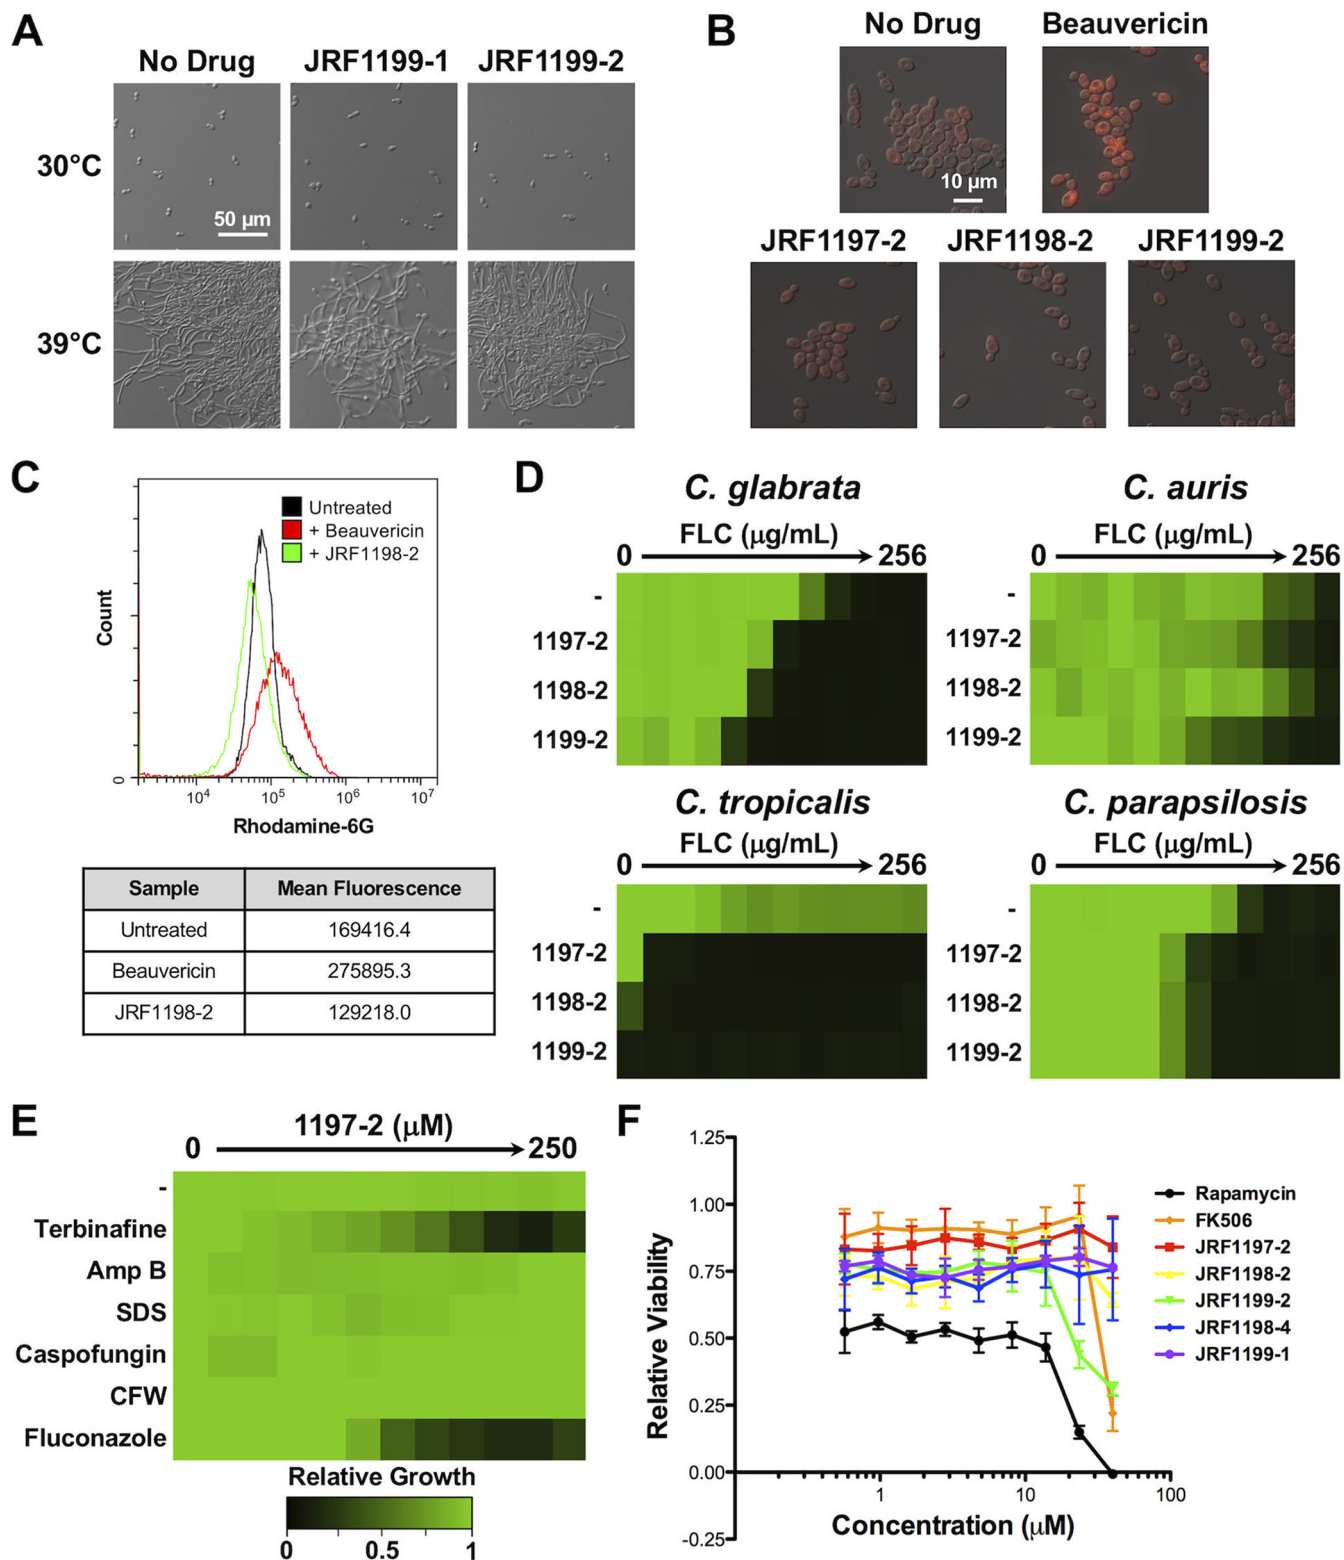 A
No Drug JRF1199-1 JRF1199-2
30°C
50 µm
39°C
B
No Drug Beauvericin
10 µm
JRF1197-2 JRF1198-2 JRF1199-2
C
Untreated
+ Beauvericin
+ JRF1198-2
Count
0
10^4 10^5 10^6 10^7
Rhodamine-6G
Sample Mean Fluorescence
Untreated 169416.4
Beauvericin 275895.3
JRF1198-2 129218.0
D
C. glabrata
FLC (µg/mL)
0 256
-
1197-2
1198-2
1199-2
C. auris
FLC (µg/mL)
0 256
-
1197-2
1198-2
1199-2
C. tropicalis
FLC (µg/mL)
0 256
-
1197-2
1198-2
1199-2
C. parapsilosis
FLC (µg/mL)
0 256
-
1197-2
1198-2
1199-2
E
1197-2 (µM)
0 250
-
Terbinafine
Amp B
SDS
Caspofungin
CFW
Fluconazole
Relative Growth
0 0.5 1
F
1.25
1.00
0.75
0.50
0.25
0.00
-0.25
Relative Viability
1 10 100
Concentration (µM)
Rapamycin
FK506
JRF1197-2
JRF1198-2
JRF1199-2
JRF1198-4
JRF1199-1